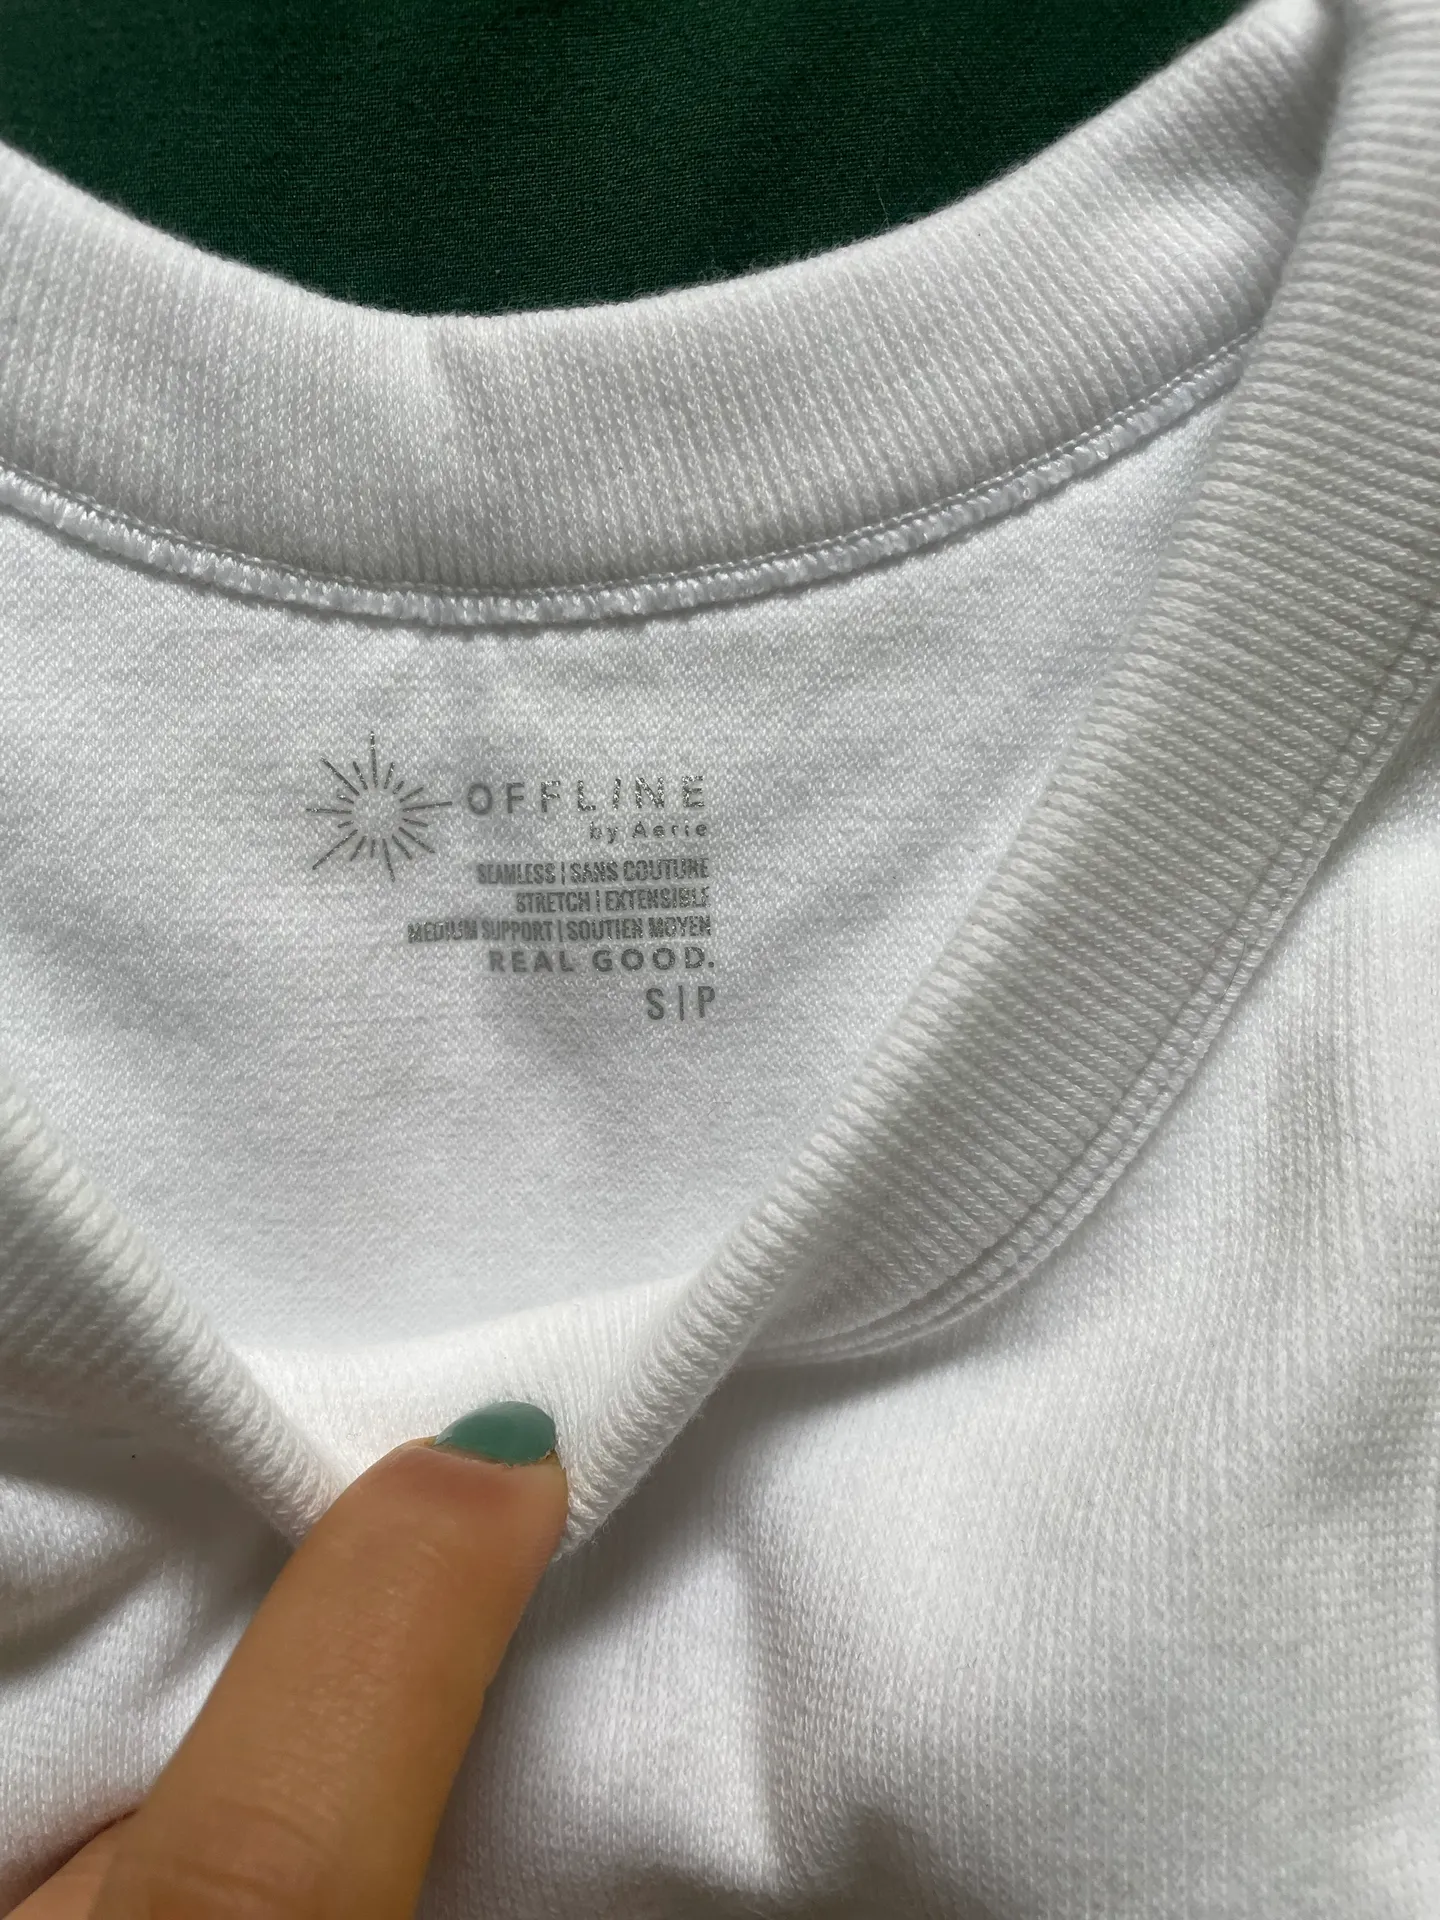 OFFLINE
by Aerie
SEAMLESS | SANS COUTURE
STRETCH | EXTENSIBLE
MEDIUM SUPPORT | SOUTIEN MOYEN
REAL GOOD.
S | P